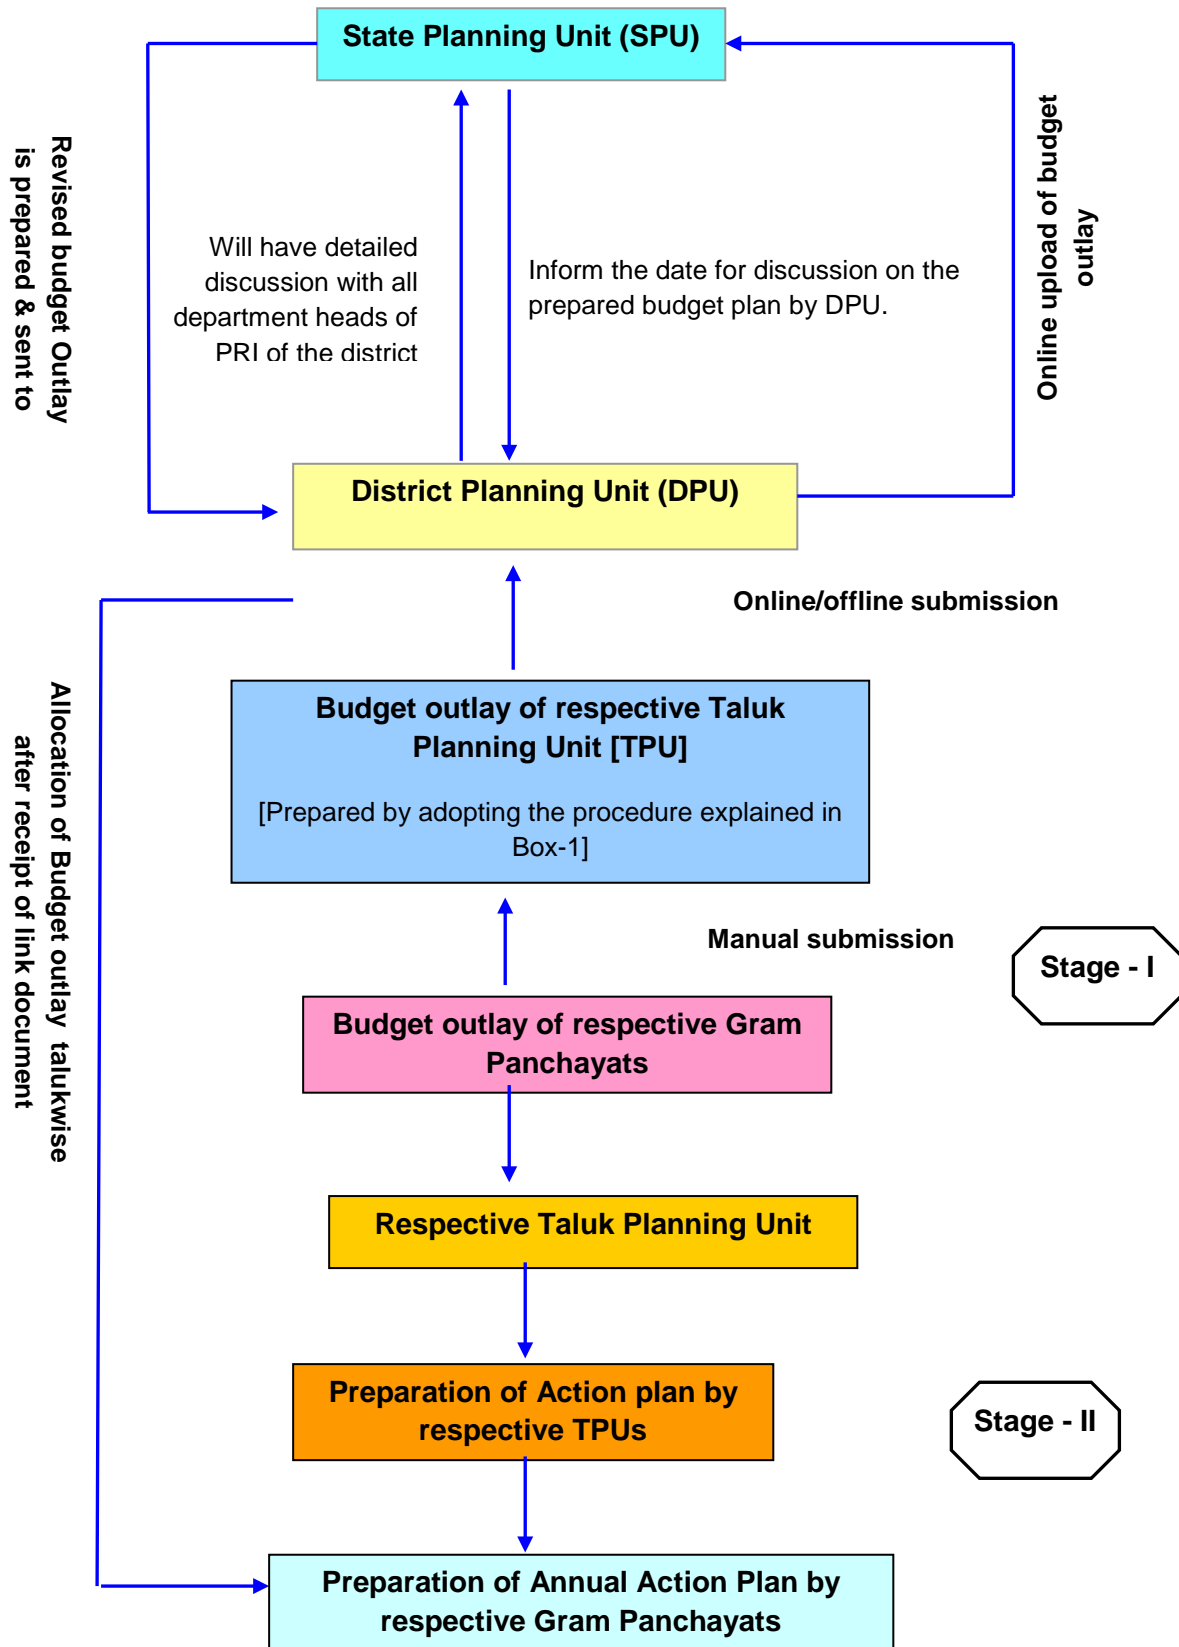 State Planning Unit (SPU)
Revised budget Outlay
is prepared & sent to
Will have detailed
discussion with all
department heads of
PRI of the district
Inform the date for discussion on the
prepared budget plan by DPU.
Online upload of budget
outlay
District Planning Unit (DPU)
Online/offline submission
Allocation of Budget outlay talukwise
after receipt of link document
Budget outlay of respective Taluk
Planning Unit [TPU]
[Prepared by adopting the procedure explained in
Box-1]
Manual submission
Stage - I
Budget outlay of respective Gram
Panchayats
Respective Taluk Planning Unit
Preparation of Action plan by
respective TPUs
Stage - II
Preparation of Annual Action Plan by
respective Gram Panchayats